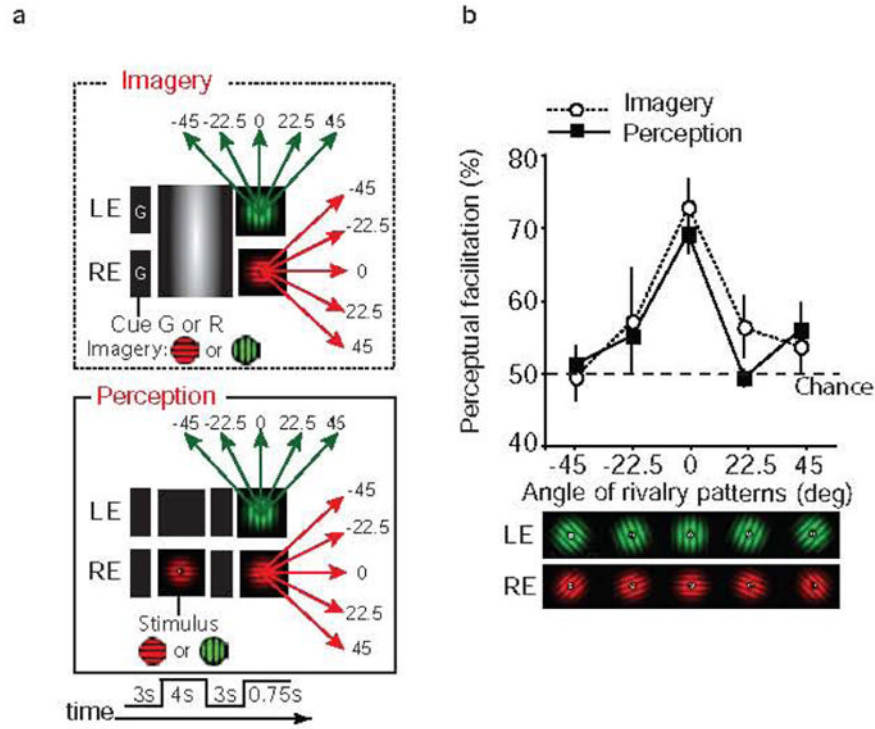 a
Imagery
-45 -22.5 0 22.5 45
LE G
RE G
-45
-22.5
0
22.5
45
Cue G or R
Imagery: or
Perception
-45 -22.5 0 22.5 45
LE
RE
-45
-22.5
0
22.5
45
Stimulus
or
3s 4s 3s 0.75s
time
b
Imagery
Perception
Perceptual facilitation (%)
80
70
60
50
40
Chance
-45 -22.5 0 22.5 45
Angle of rivalry patterns (deg)
LE
RE